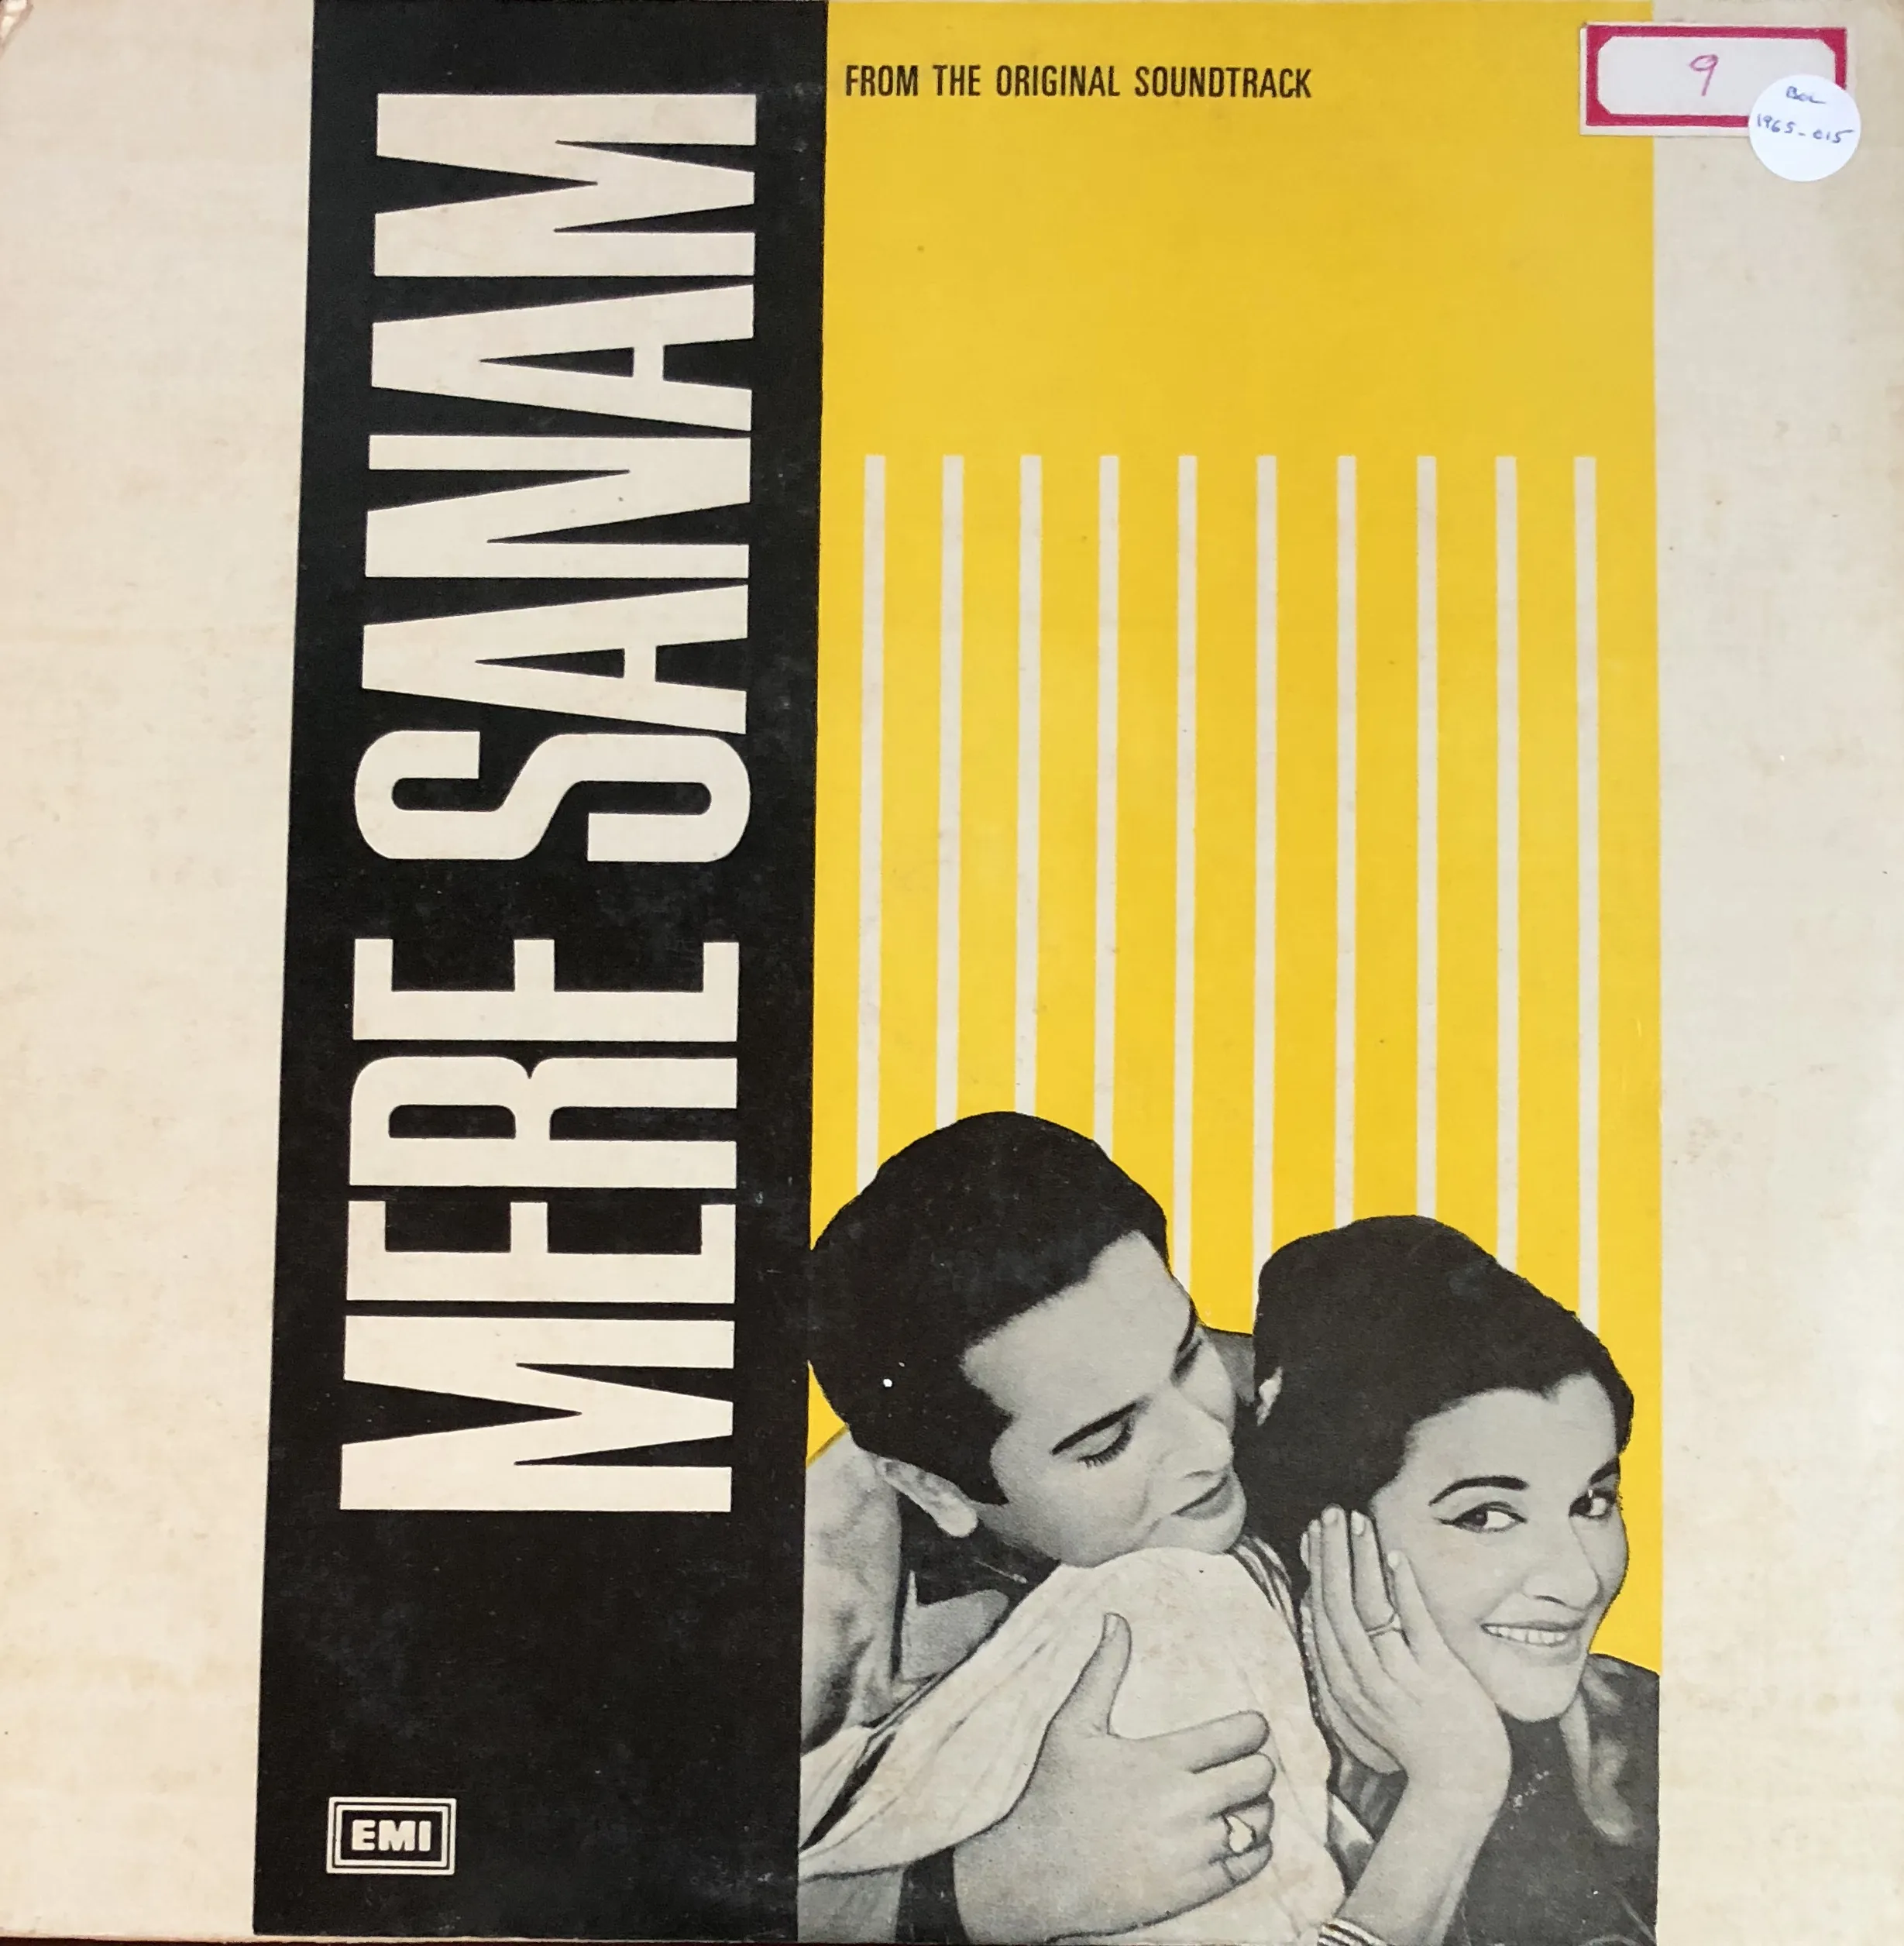 FROM THE ORIGINAL SOUNDTRACK
9
BOL
1965-015
MERE SANAM
EMI